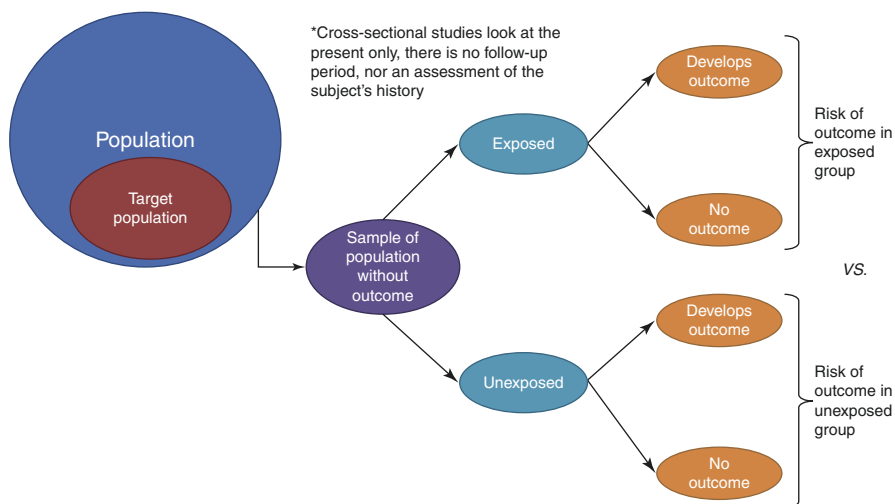 *Cross-sectional studies look at the
present only, there is no follow-up
period, nor an assessment of the
subject's history
Population
Target
population
Sample of
population
without
outcome
Exposed
Unexposed
Develops
outcome
No
outcome
Risk of
outcome in
exposed
group
VS.
Develops
outcome
No
outcome
Risk of
outcome in
unexposed
group